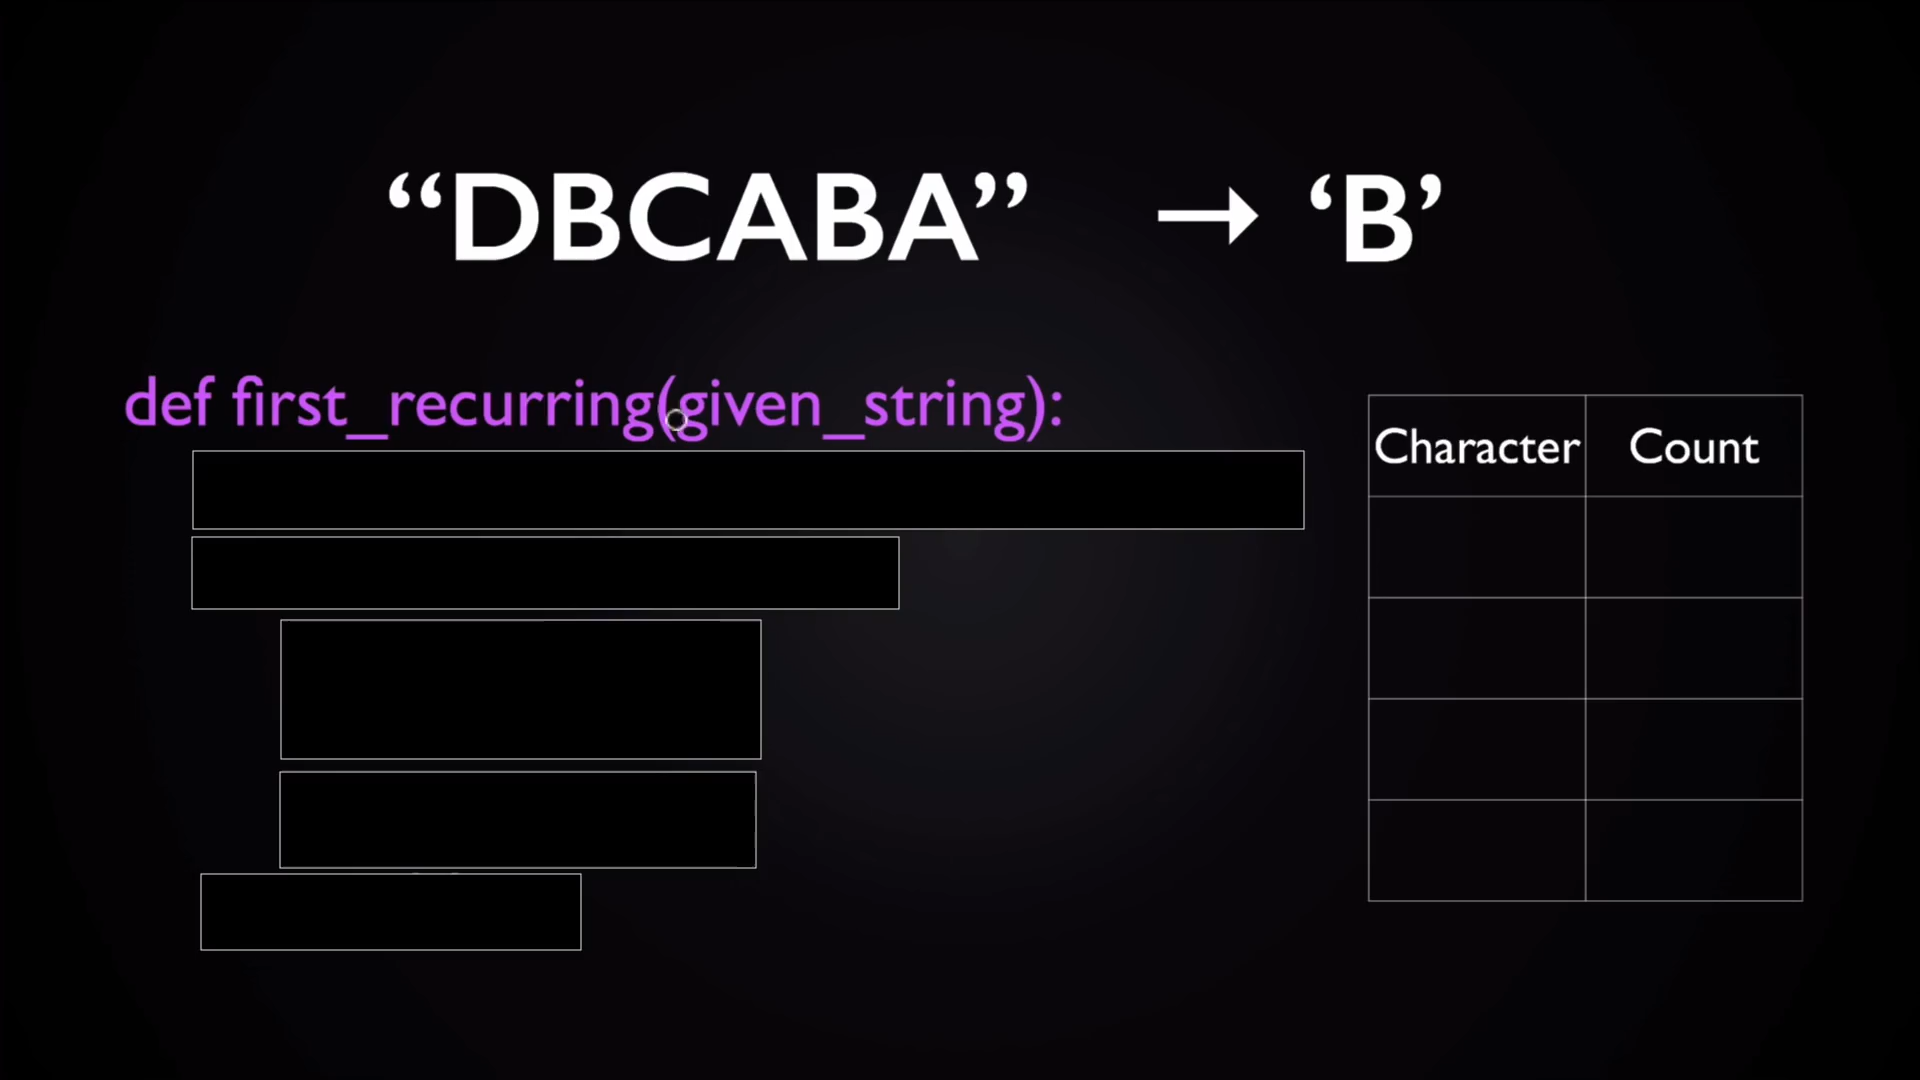 “DBCABA” → ‘B’
def first_recurring(given_string):
Character Count